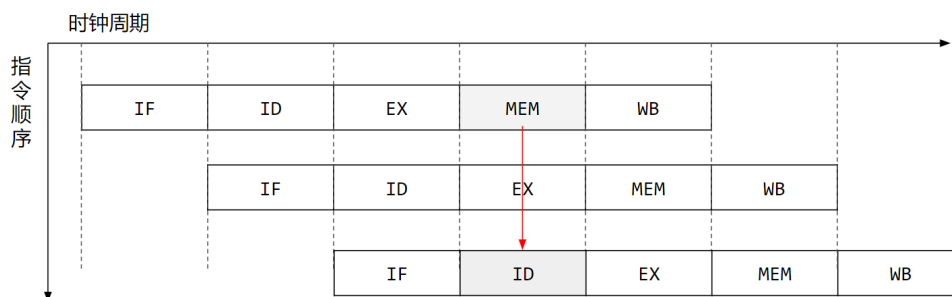 时钟周期
指令顺序
IF ID EX MEM WB
IF ID EX MEM WB
IF ID EX MEM WB